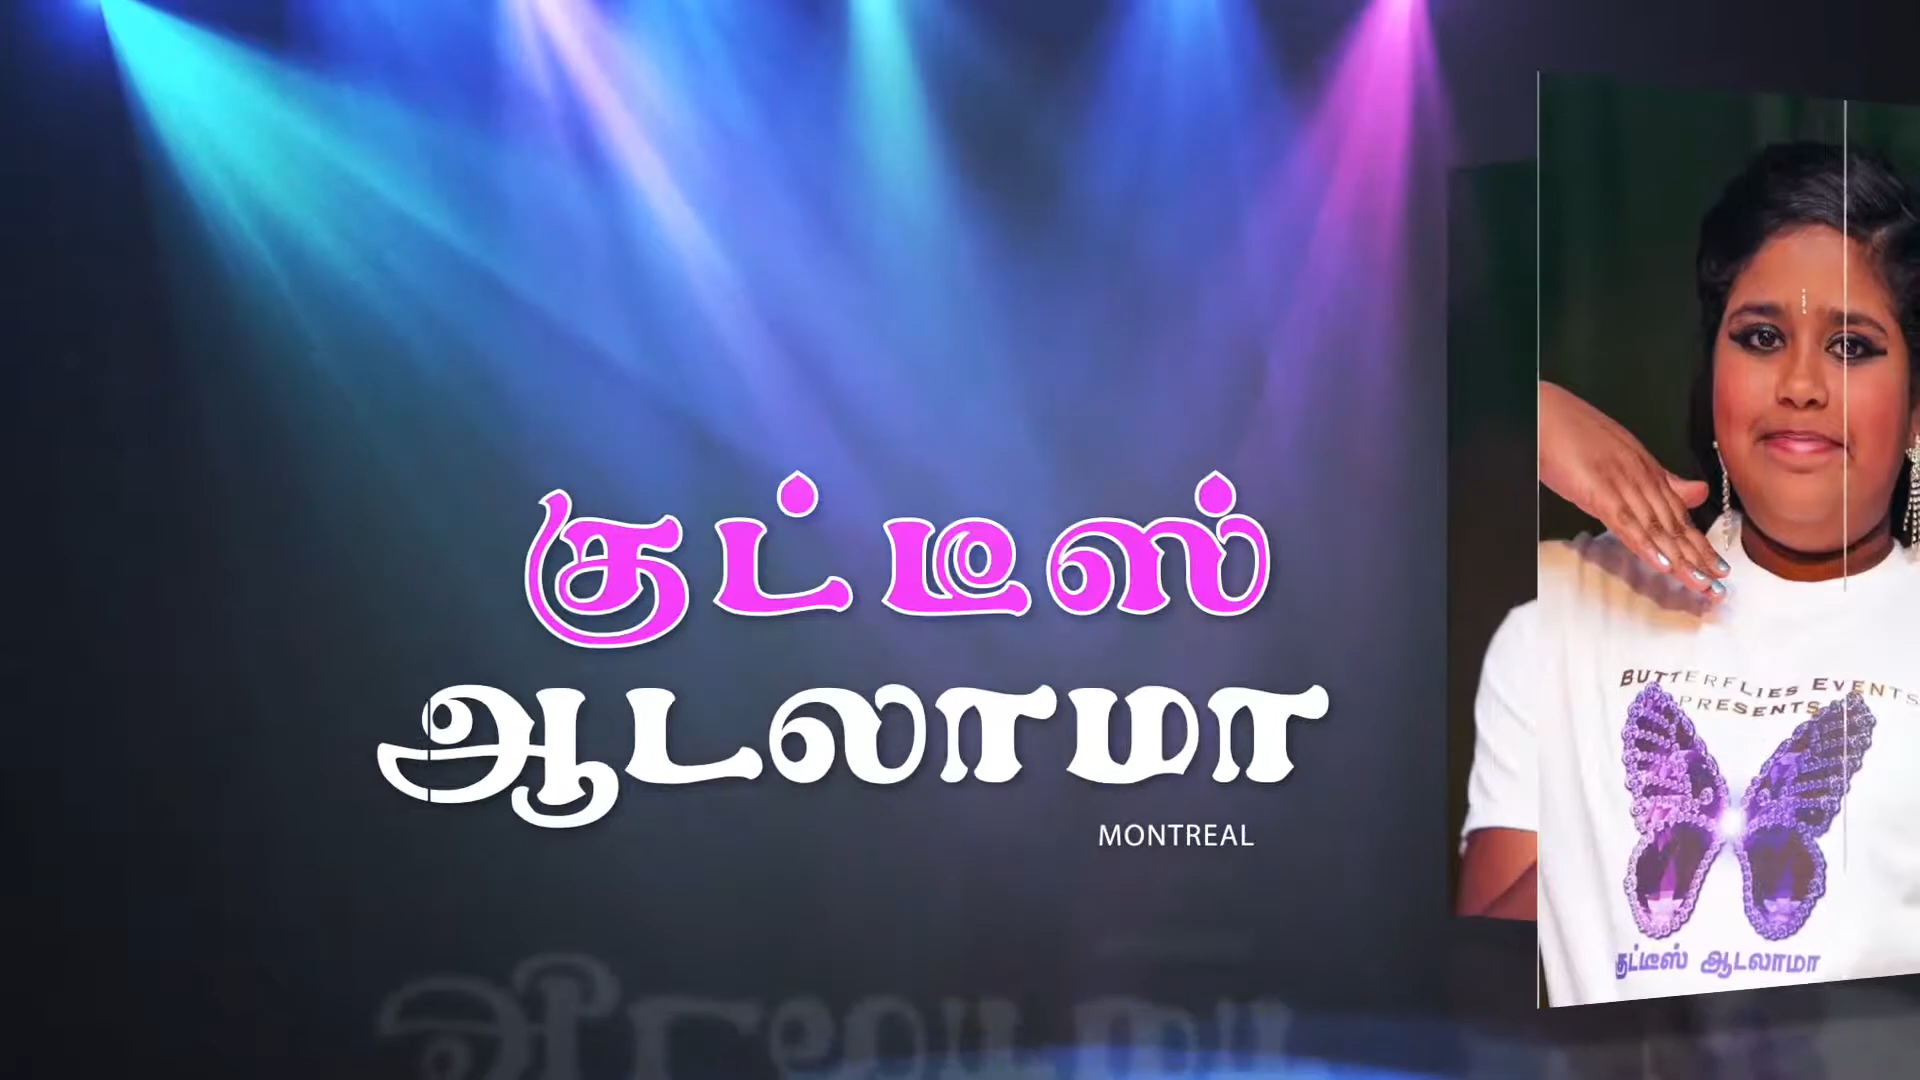 குட்டீஸ்
ஆடலாமா
MONTREAL
BUTTERFLIES EVENTS
PRESENTS
குட்டீஸ் ஆடலாமா